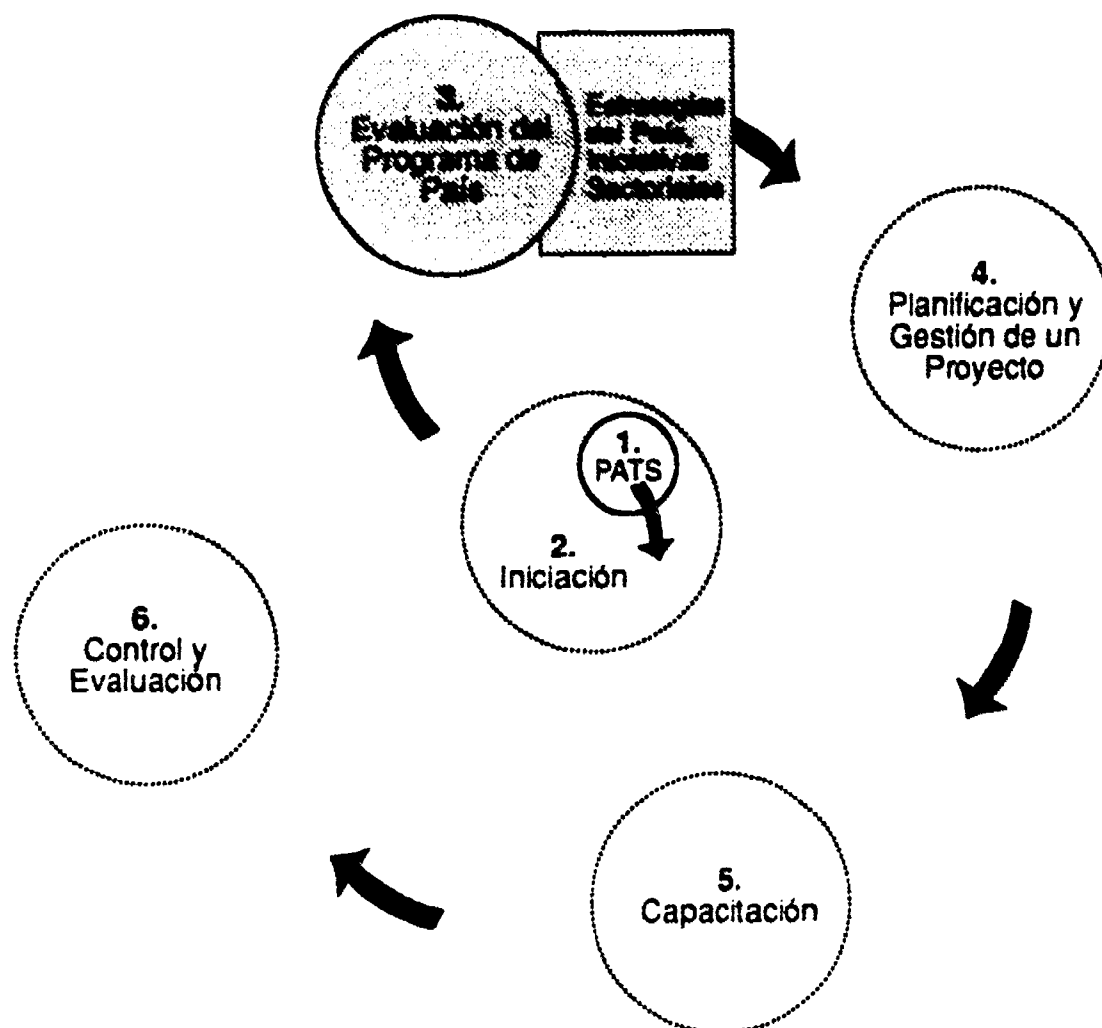 3.
Evaluación del
Programa de
País
Estrategias
del País,
Iniciativas
Sectoriales
4.
Planificación y
Gestión de un
Proyecto
1.
PATS
2.
Iniciación
6.
Control y
Evaluación
5.
Capacitación